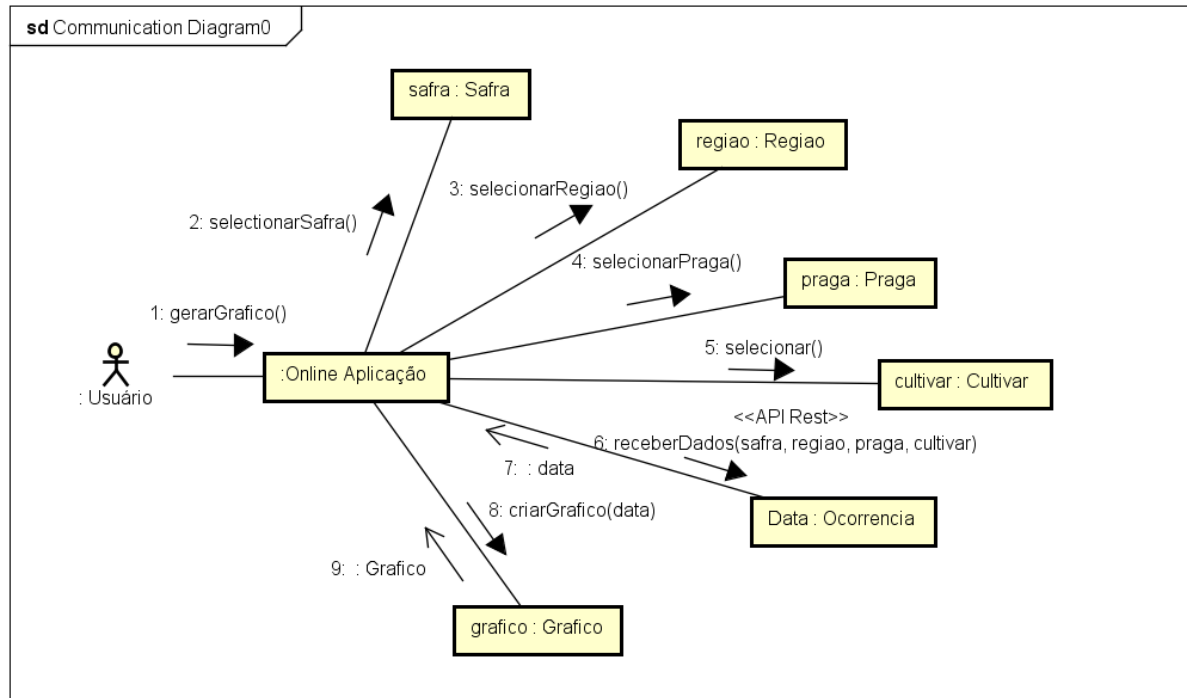 sd Communication Diagram0
safra : Safra
regiao : Regiao
3: selecionarRegiao()
2: selectionarSafra()
4: selecionarPraga()
praga : Praga
1: gerarGrafico()
5: selecionar()
:Online Aplicação
cultivar : Cultivar
: Usuário
<<API Rest>>
6: receberDados(safra, regiao, praga, cultivar)
7: : data
8: criarGrafico(data)
Data : Ocorrencia
9: : Grafico
grafico : Grafico